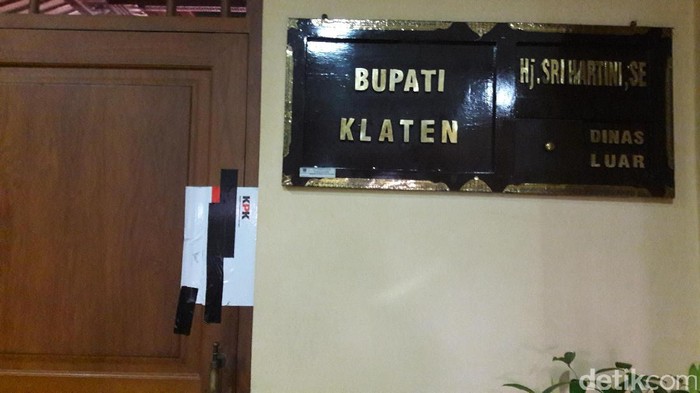 BUPATI
KLATEN
Hj. SRI HARTINI, SE
DINAS
LUAR
KPK
detikcom